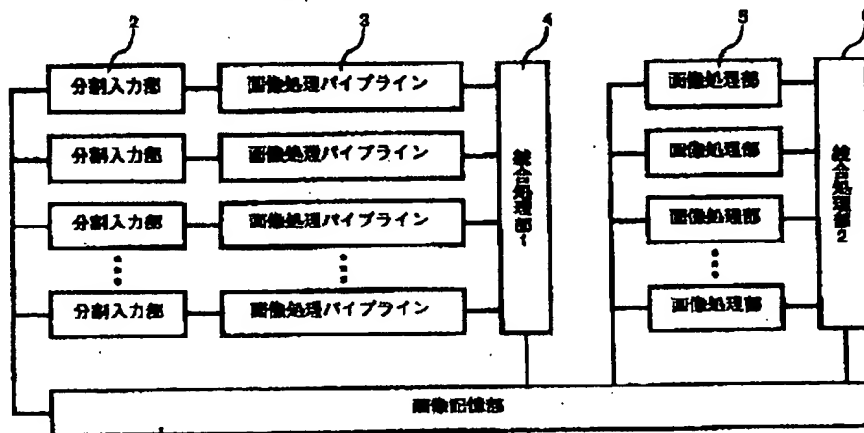 2
3
4
5
分割入力部
画像処理パイプライン
統合処理部1
画像処理部
統合処理部2
分割入力部
画像処理パイプライン
画像処理部
分割入力部
画像処理パイプライン
画像処理部
分割入力部
画像処理パイプライン
画像処理部
画像記憶部